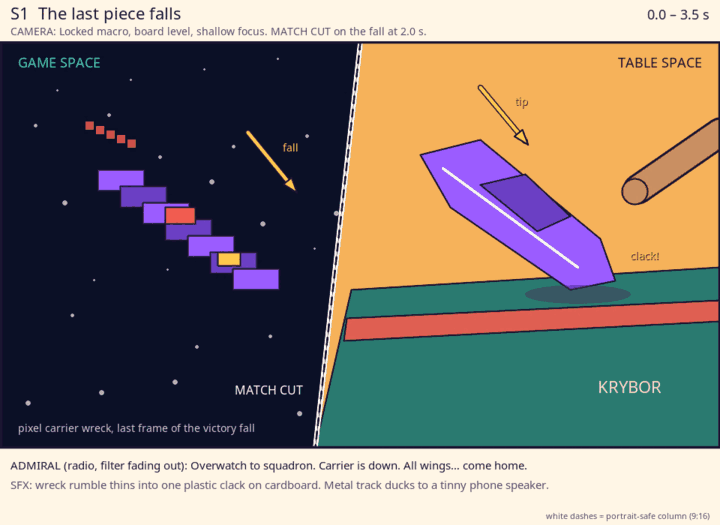 S1 The last piece falls
0.0 – 3.5 s
CAMERA: Locked macro, board level, shallow focus. MATCH CUT on the fall at 2.0 s.
GAME SPACE
TABLE SPACE
tip
fall
clack!
MATCH CUT
KRYBOR
pixel carrier wreck, last frame of the victory fall
ADMIRAL (radio, filter fading out): Overwatch to squadron. Carrier is down. All wings... come home.
SFX: wreck rumble thins into one plastic clack on cardboard. Metal track ducks to a tinny phone speaker.
white dashes = portrait-safe column (9:16)